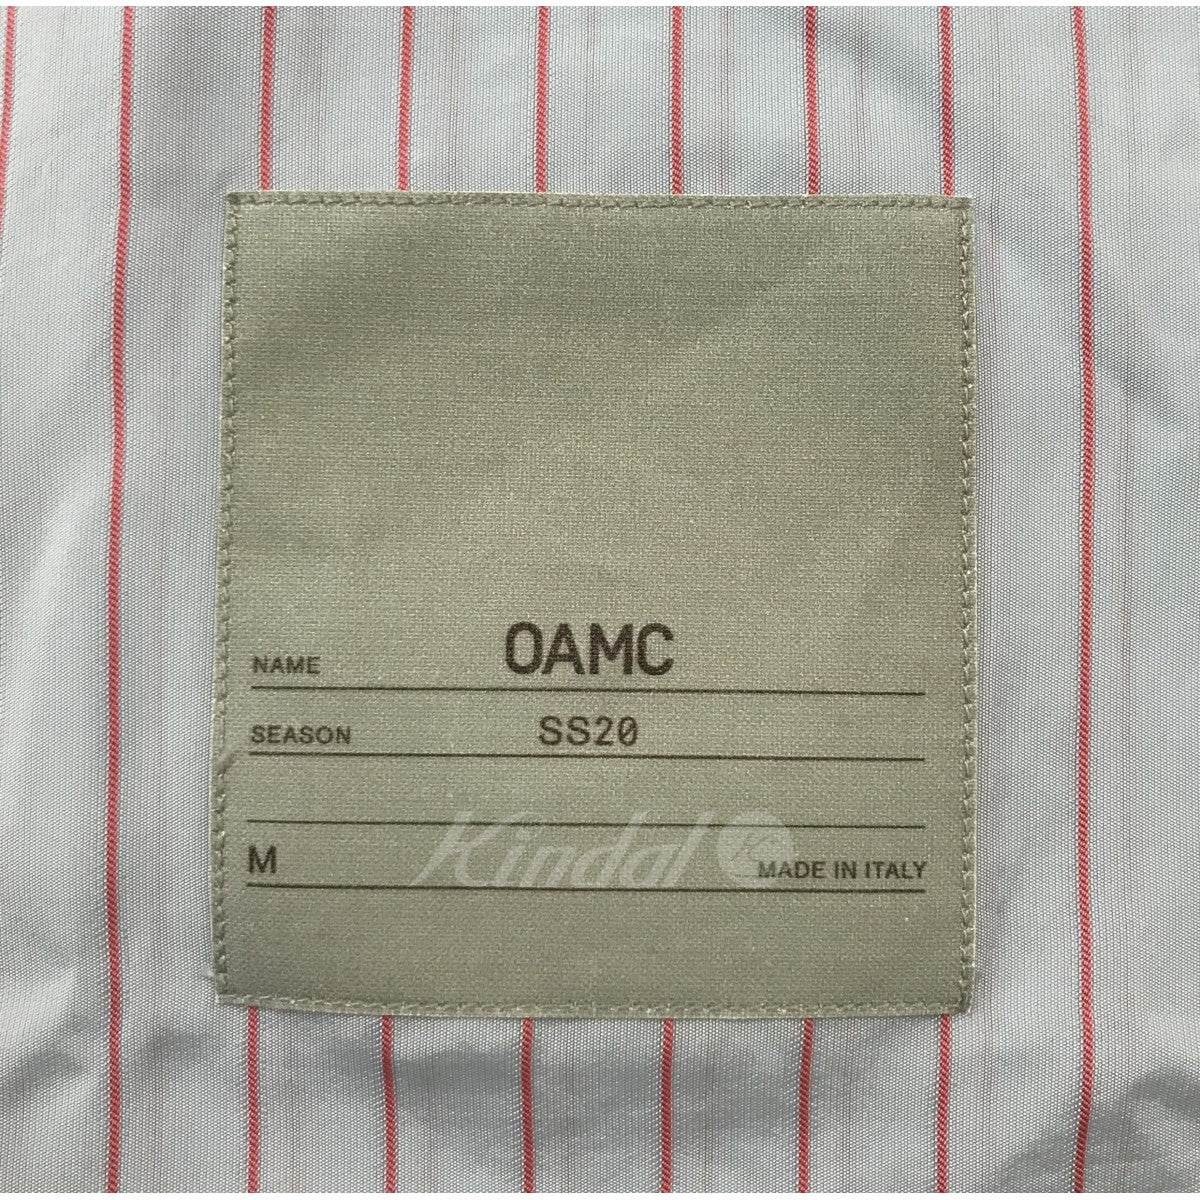 NAME OAMC
SEASON SS20
Kindal
M MADE IN ITALY